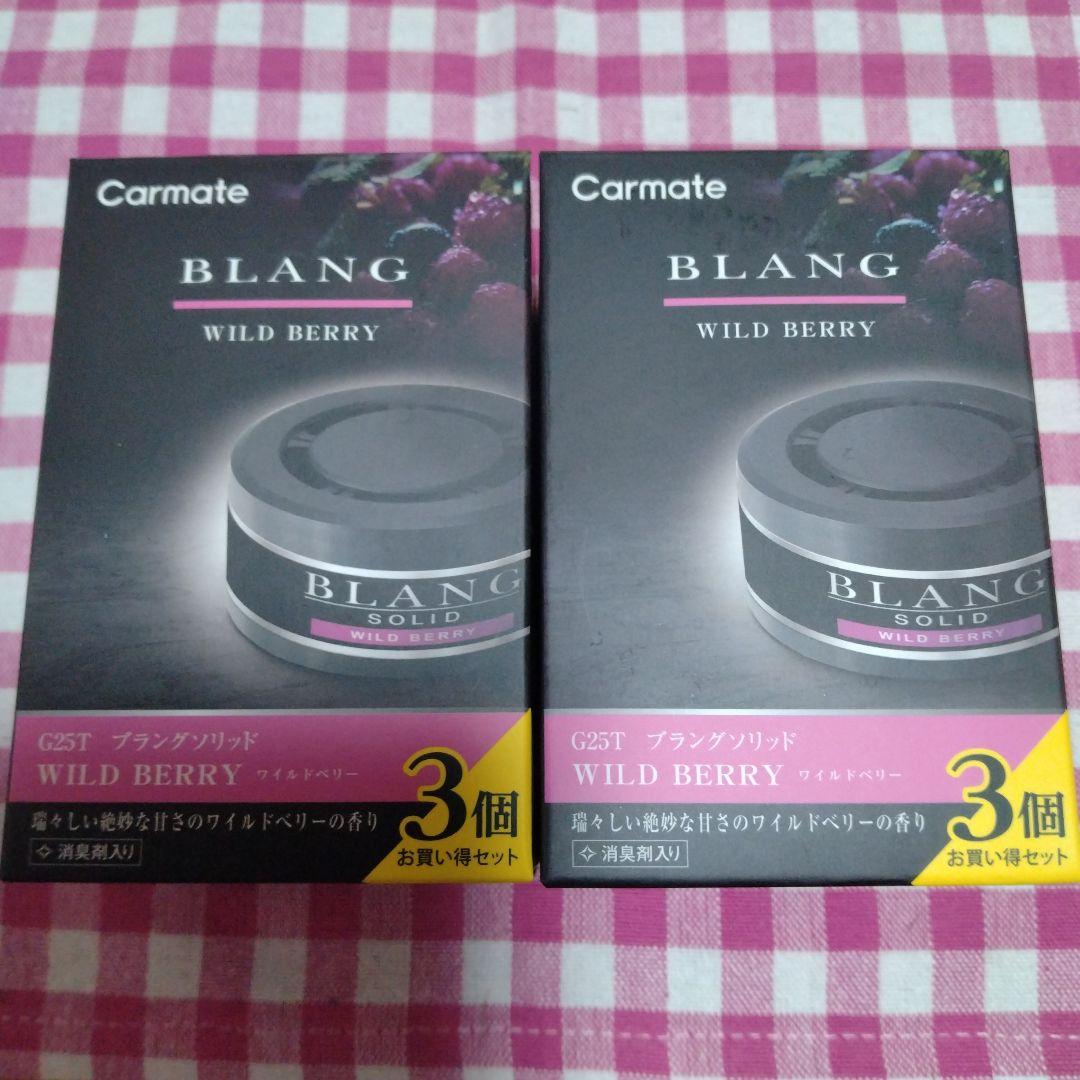 Carmate
BLANG
WILD BERRY
BLANG
SOLID
WILD BERRY
G25T ブラングソリッド
WILD BERRY ワイルドベリー
瑞々しい絶妙な甘さのワイルドベリーの香り
消臭剤入り
3個
お買い得セット
Carmate
BLANG
WILD BERRY
BLANG
SOLID
WILD BERRY
G25T ブラングソリッド
WILD BERRY ワイルドベリー
瑞々しい絶妙な甘さのワイルドベリーの香り
消臭剤入り
3個
お買い得セット